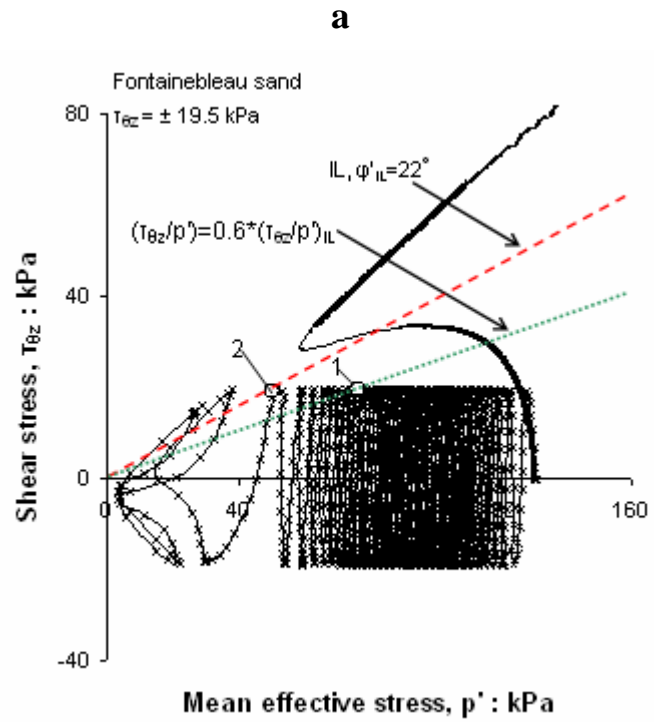 a
Fontainebleau sand
τθz= ± 19.5 kPa
80
IL, φ'IL=22°
(τθz/p')=0.6*(τθz/p')IL
40
2
1
0
0
40
160
-40
Shear stress, τθz : kPa
Mean effective stress, p' : kPa